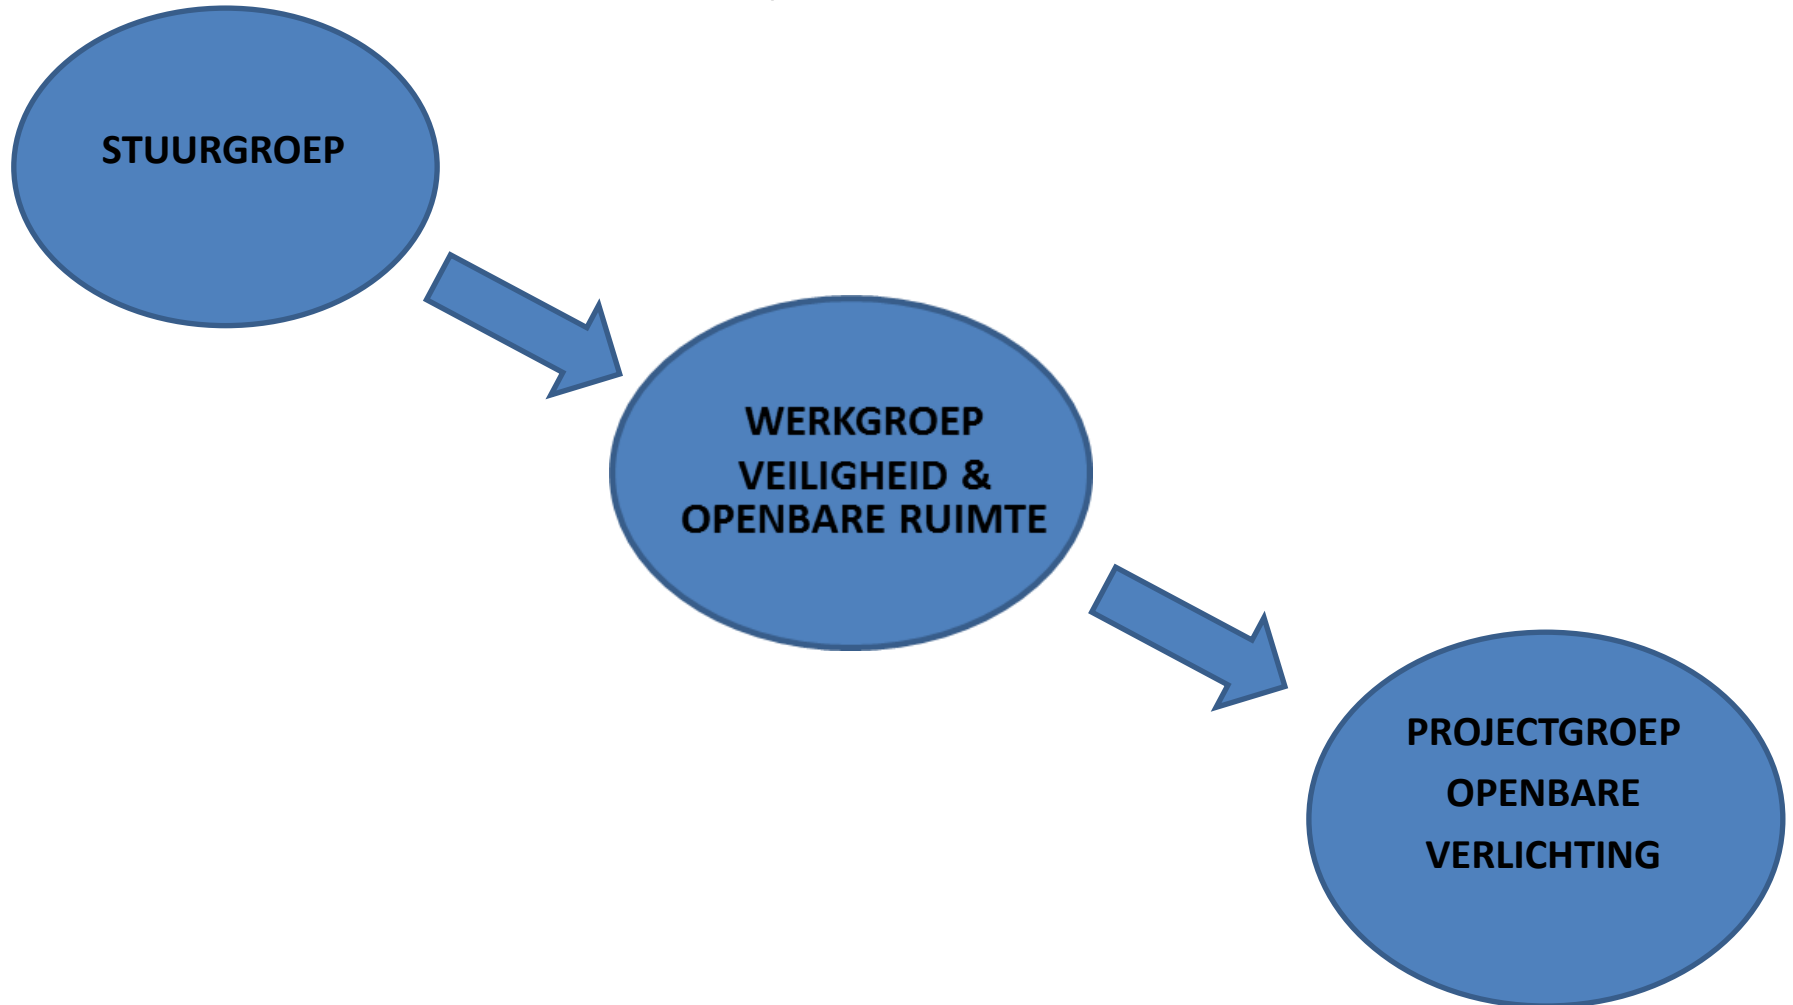 STUURGROEP
WERKGROEP
VEILIGHEID &
OPENBARE RUIMTE
PROJECTGROEP
OPENBARE
VERLICHTING